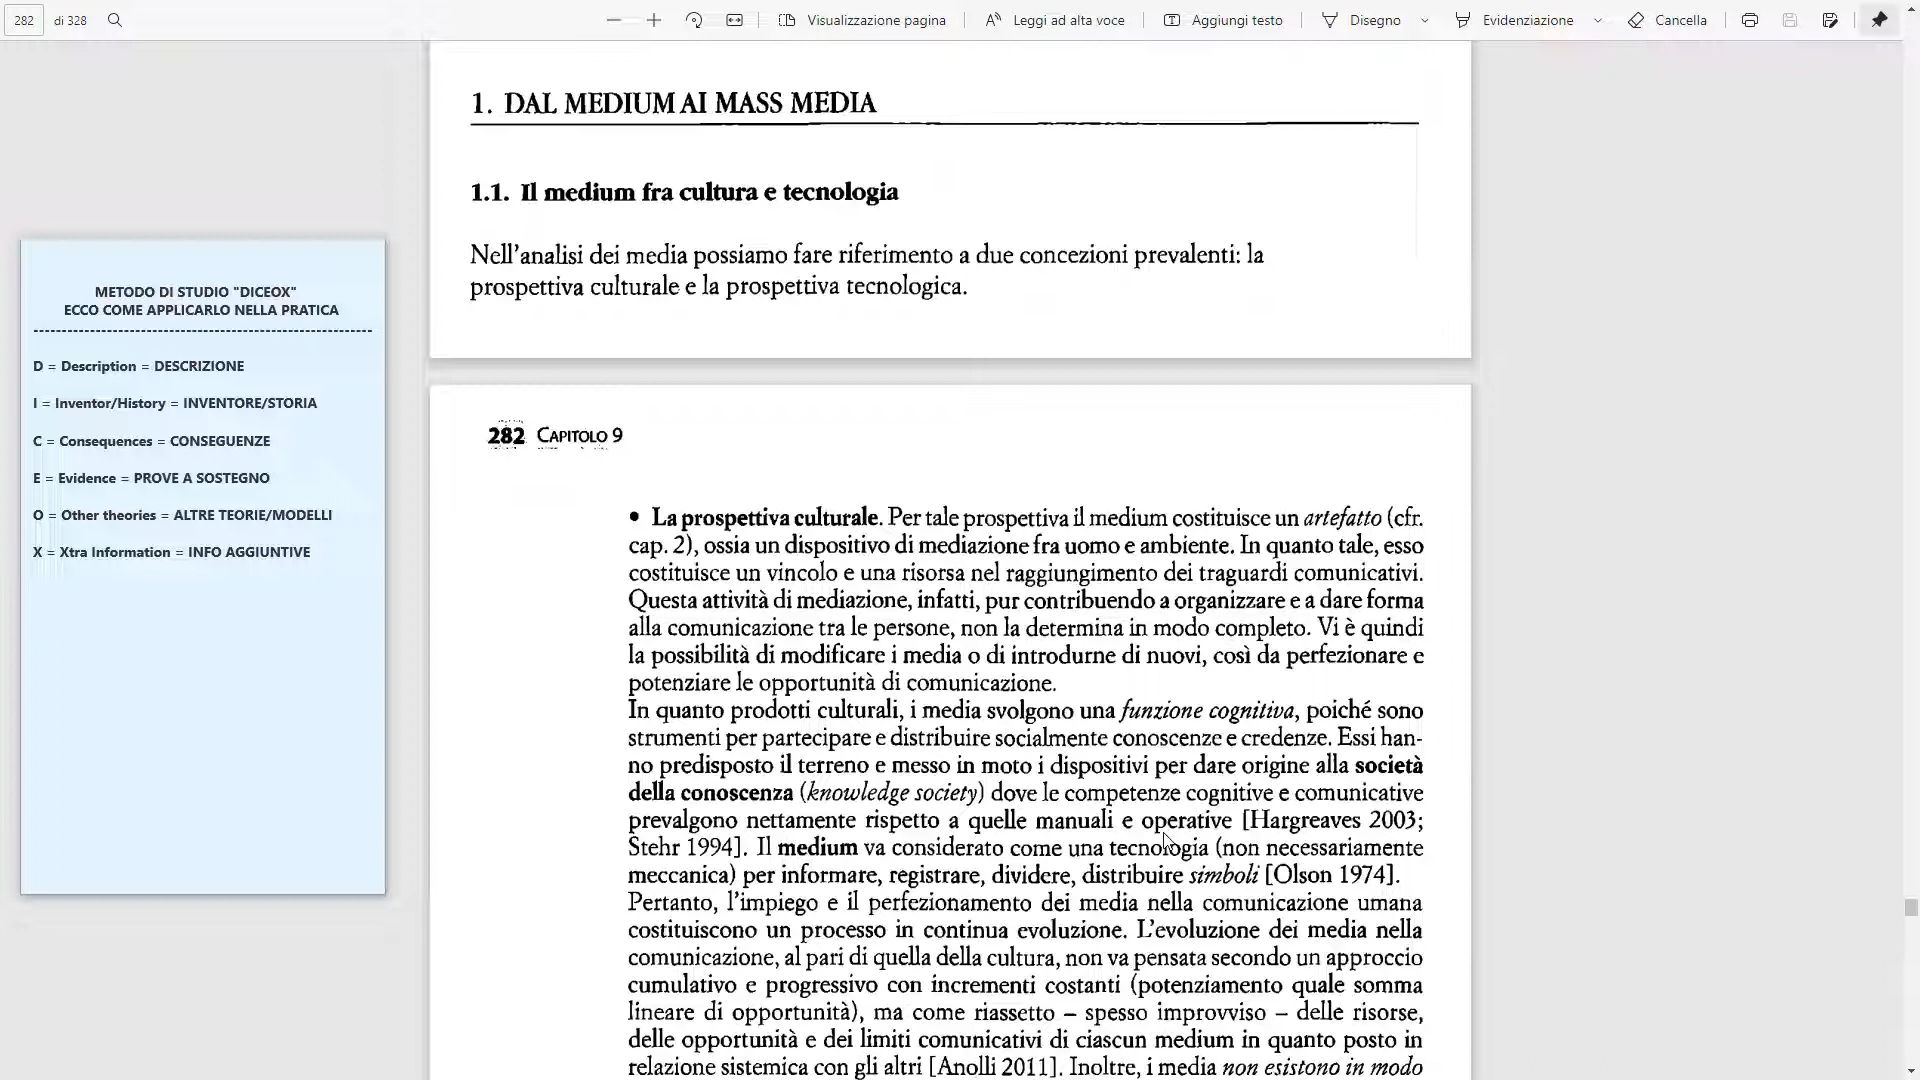 282 di 328 Visualizzazione pagina Leggi ad alta voce Aggiungi testo Disegno Evidenziazione Cancella
METODO DI STUDIO "DICEOX"
ECCO COME APPLICARLO NELLA PRATICA
D = Description = DESCRIZIONE
I = Inventor/History = INVENTORE/STORIA
C = Consequences = CONSEGUENZE
E = Evidence = PROVE A SOSTEGNO
O = Other theories = ALTRE TEORIE/MODELLI
X = Xtra Information = INFO AGGIUNTIVE
1. DAL MEDIUM AI MASS MEDIA
1.1. Il medium fra cultura e tecnologia
Nell'analisi dei media possiamo fare riferimento a due concezioni prevalenti: la
prospettiva culturale e la prospettiva tecnologica.
282 CAPITOLO 9
• La prospettiva culturale. Per tale prospettiva il medium costituisce un artefatto (cfr.
cap. 2), ossia un dispositivo di mediazione fra uomo e ambiente. In quanto tale, esso
costituisce un vincolo e una risorsa nel raggiungimento dei traguardi comunicativi.
Questa attività di mediazione, infatti, pur contribuendo a organizzare e a dare forma
alla comunicazione tra le persone, non la determina in modo completo. Vi è quindi
la possibilità di modificare i media o di introdurne di nuovi, così da perfezionare e
potenziare le opportunità di comunicazione.
In quanto prodotti culturali, i media svolgono una funzione cognitiva, poiché sono
strumenti per partecipare e distribuire socialmente conoscenze e credenze. Essi han-
no predisposto il terreno e messo in moto i dispositivi per dare origine alla società
della conoscenza (knowledge society) dove le competenze cognitive e comunicative
prevalgono nettamente rispetto a quelle manuali e operative [Hargreaves 2003;
Stehr 1994]. Il medium va considerato come una tecnologia (non necessariamente
meccanica) per informare, registrare, dividere, distribuire simboli [Olson 1974].
Pertanto, l'impiego e il perfezionamento dei media nella comunicazione umana
costituiscono un processo in continua evoluzione. L'evoluzione dei media nella
comunicazione, al pari di quella della cultura, non va pensata secondo un approccio
cumulativo e progressivo con incrementi costanti (potenziamento quale somma
lineare di opportunità), ma come riassetto – spesso improvviso – delle risorse,
delle opportunità e dei limiti comunicativi di ciascun medium in quanto posto in
relazione sistemica con gli altri [Anolli 2011]. Inoltre, i media non esistono in modo